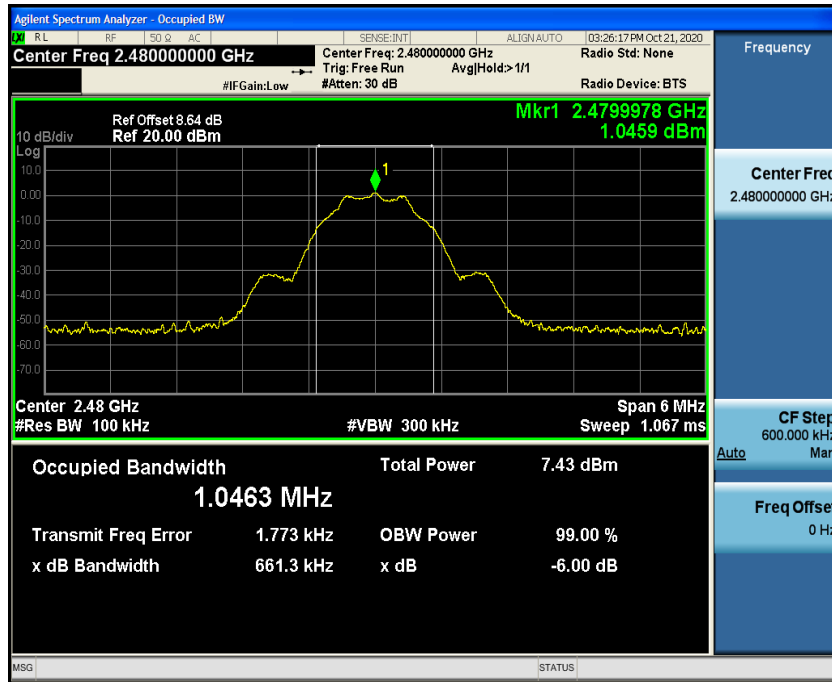 Agilent Spectrum Analyzer - Occupied BW
LXI RL RF 50 Ω AC SENSE:INT ALIGN AUTO 03:26:17 PM Oct 21, 2020
Center Freq 2.480000000 GHz
Center Freq: 2.480000000 GHz
Radio Std: None
Trig: Free Run Avg|Hold:>1/1
#IFGain:Low
#Atten: 30 dB
Radio Device: BTS
Frequency
Ref Offset 8.64 dB
Mkr1 2.4799978 GHz
10 dB/div Ref 20.00 dBm
1.0459 dBm
Log
10.0
1
0.00
-10.0
-20.0
-30.0
-40.0
-50.0
-60.0
-70.0
Center 2.48 GHz
Span 6 MHz
#Res BW 100 kHz
#VBW 300 kHz
Sweep 1.067 ms
Occupied Bandwidth
Total Power 7.43 dBm
1.0463 MHz
Transmit Freq Error 1.773 kHz OBW Power 99.00 %
x dB Bandwidth 661.3 kHz x dB -6.00 dB
Center Freq
2.480000000 GHz
CF Step
600.000 kHz
Auto Man
Freq Offset
0 Hz
MSG
STATUS